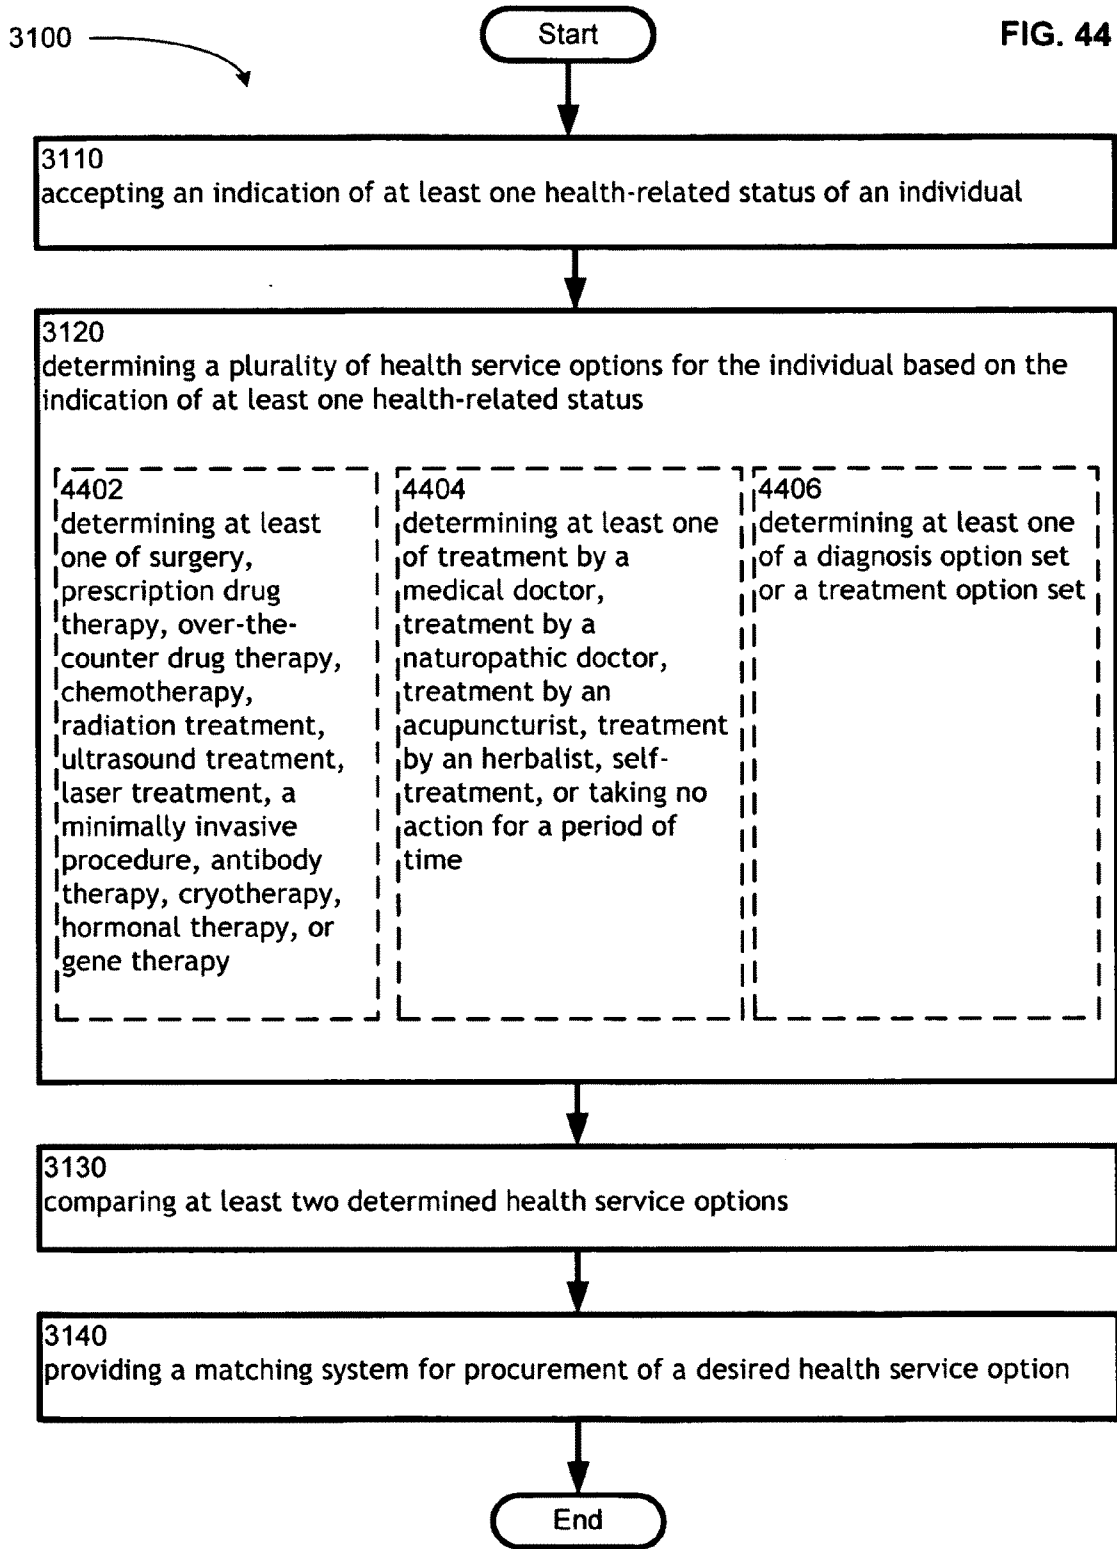 3100
Start
FIG. 44
3110
accepting an indication of at least one health-related status of an individual
3120
determining a plurality of health service options for the individual based on the
indication of at least one health-related status
4402
determining at least
one of surgery,
prescription drug
therapy, over-the-
counter drug therapy,
chemotherapy,
radiation treatment,
ultrasound treatment,
laser treatment, a
minimally invasive
procedure, antibody
therapy, cryotherapy,
hormonal therapy, or
gene therapy
4404
determining at least one
of treatment by a
medical doctor,
treatment by a
naturopathic doctor,
treatment by an
acupuncturist, treatment
by an herbalist, self-
treatment, or taking no
action for a period of
time
4406
determining at least one
of a diagnosis option set
or a treatment option set
3130
comparing at least two determined health service options
3140
providing a matching system for procurement of a desired health service option
End